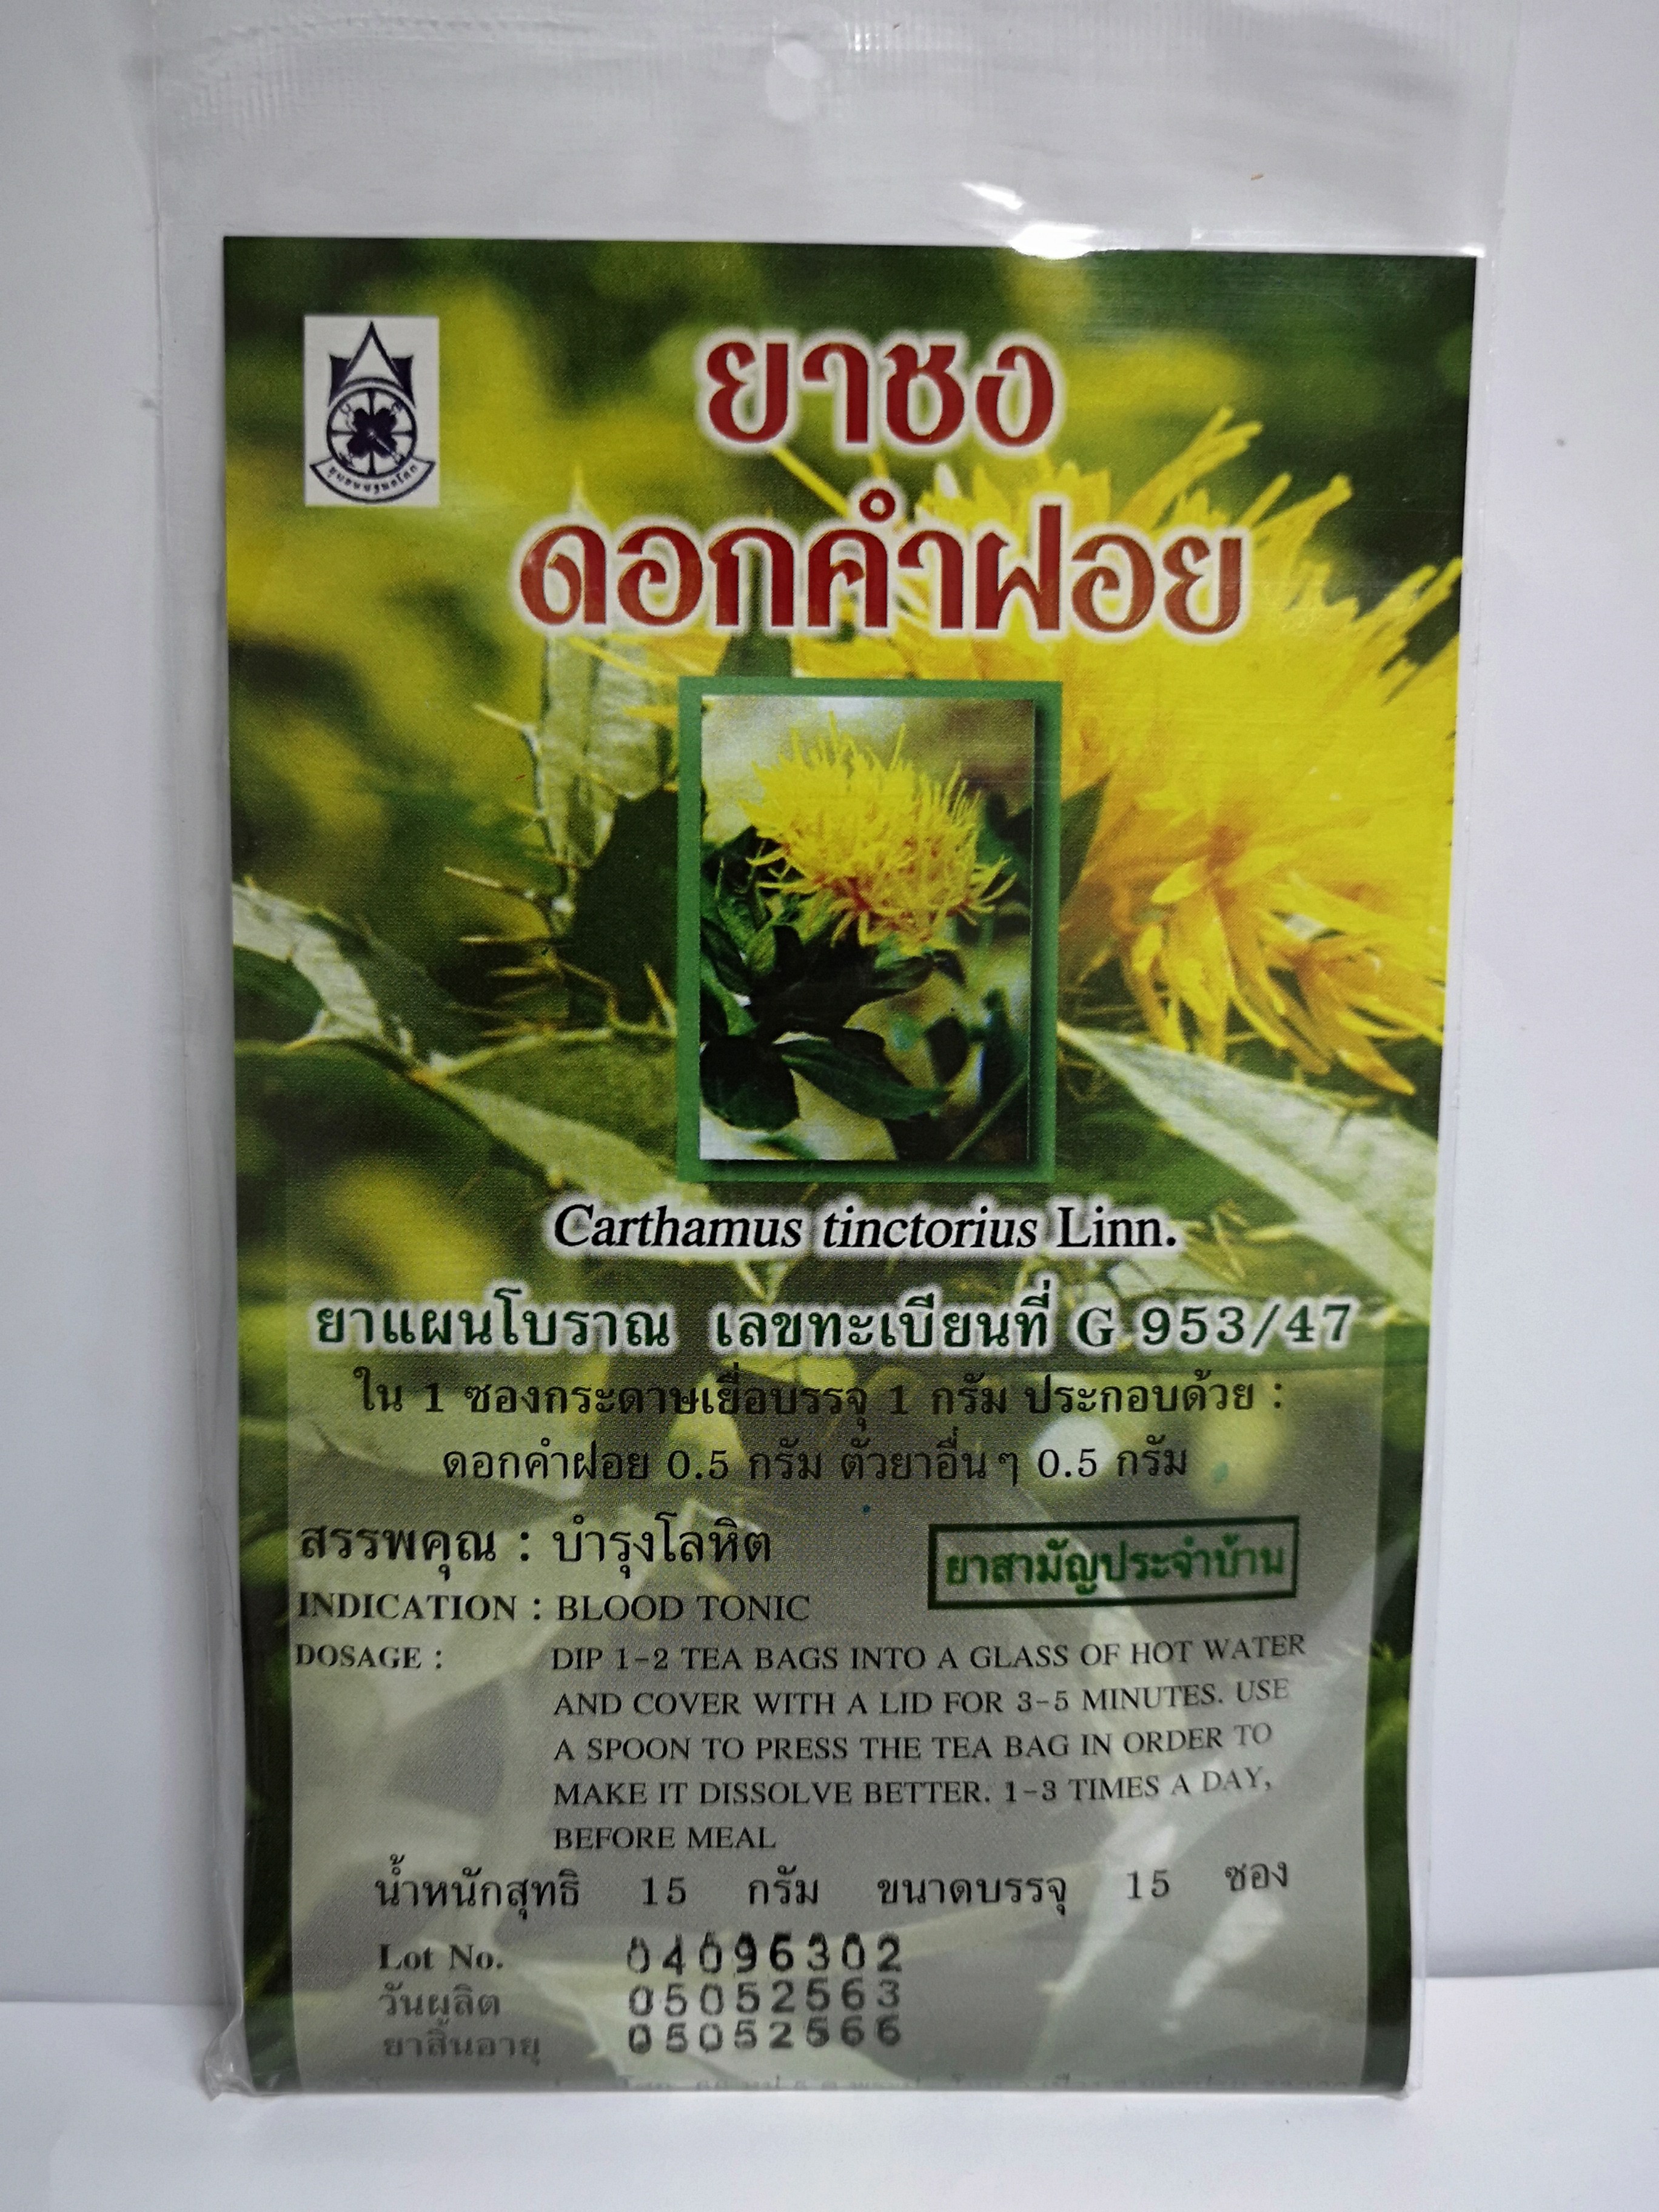 ยาชง
ดอกคำฝอย
Carthamus tinctorius Linn.
ยาแผนโบราณ เลขทะเบียนที่ G 953/47
ใน 1 ซองกระดาษเยื่อบรรจุ 1 กรัม ประกอบด้วย :
ดอกคำฝอย 0.5 กรัม ตัวยาอื่นๆ 0.5 กรัม
สรรพคุณ : บำรุงโลหิต
ยาสามัญประจำบ้าน
INDICATION : BLOOD TONIC
DOSAGE : DIP 1-2 TEA BAGS INTO A GLASS OF HOT WATER
AND COVER WITH A LID FOR 3-5 MINUTES. USE
A SPOON TO PRESS THE TEA BAG IN ORDER TO
MAKE IT DISSOLVE BETTER. 1-3 TIMES A DAY,
BEFORE MEAL
น้ำหนักสุทธิ 15 กรัม ขนาดบรรจุ 15 ซอง
Lot No. 04096302
วันผลิต 05052563
ยาสิ้นอายุ 05052566